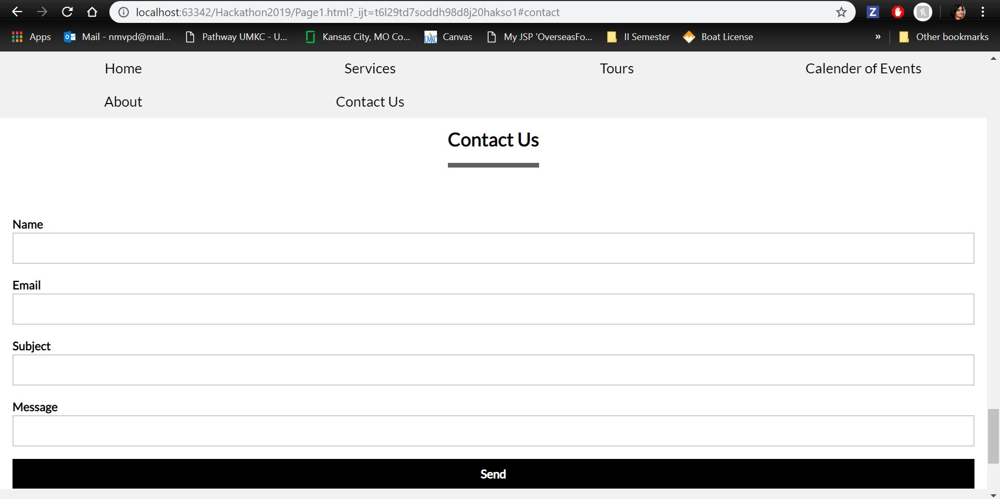 localhost:63342/Hackathon2019/Page1.html?_ijt=t6l29td7soddh98d8j20hakso1#contact
Z h
Apps Mail - nmvpd@mail... Pathway UMKC - U... Kansas City, MO Co... UMKC Canvas My JSP 'OverseasFo... II Semester Boat License » Other bookmarks
Home Services Tours Calender of Events
About Contact Us
Contact Us
Name
Email
Subject
Message
Send